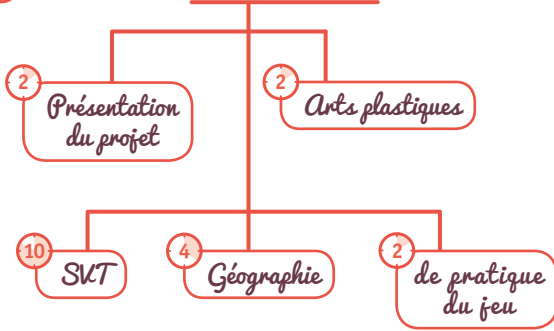 2
Présentation
du projet
2
Arts plastiques
10
SVT
4
Géographie
2
de pratique
du jeu